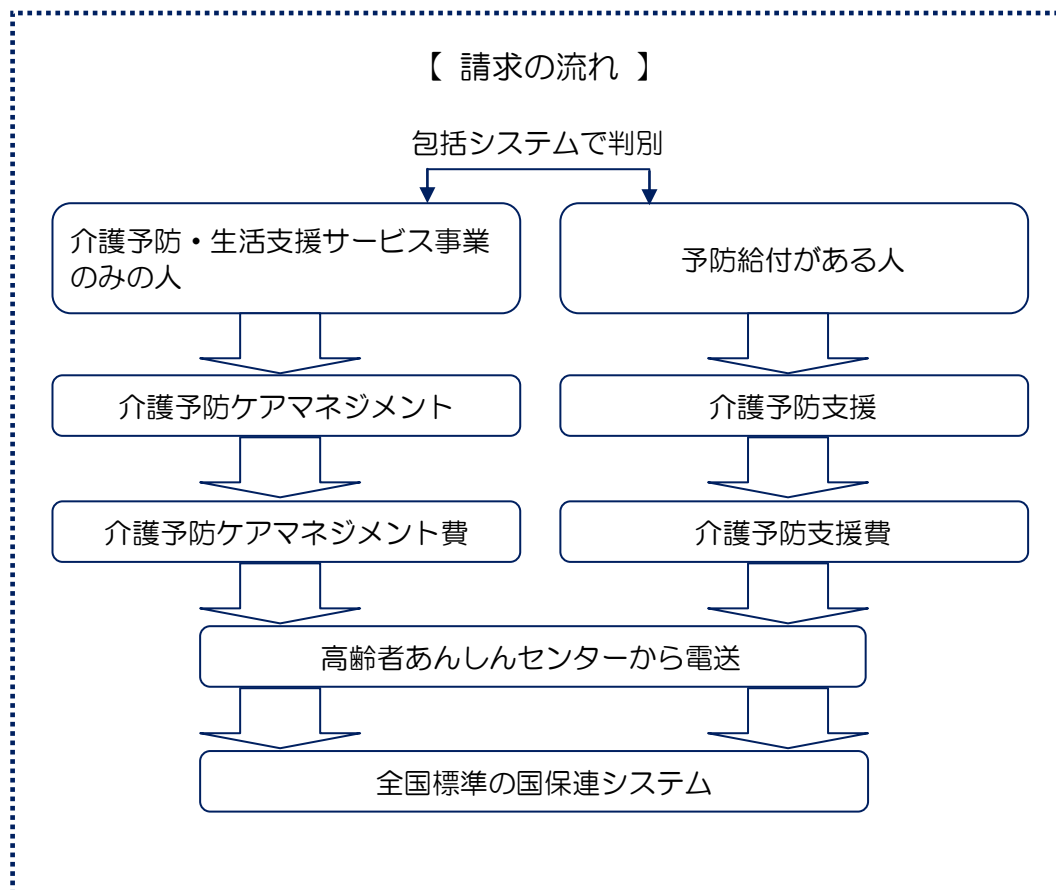 【 請求の流れ 】
包括システムで判別
介護予防・生活支援サービス事業
のみの人
予防給付がある人
介護予防ケアマネジメント
介護予防支援
介護予防ケアマネジメント費
介護予防支援費
高齢者あんしんセンターから電送
全国標準の国保連システム